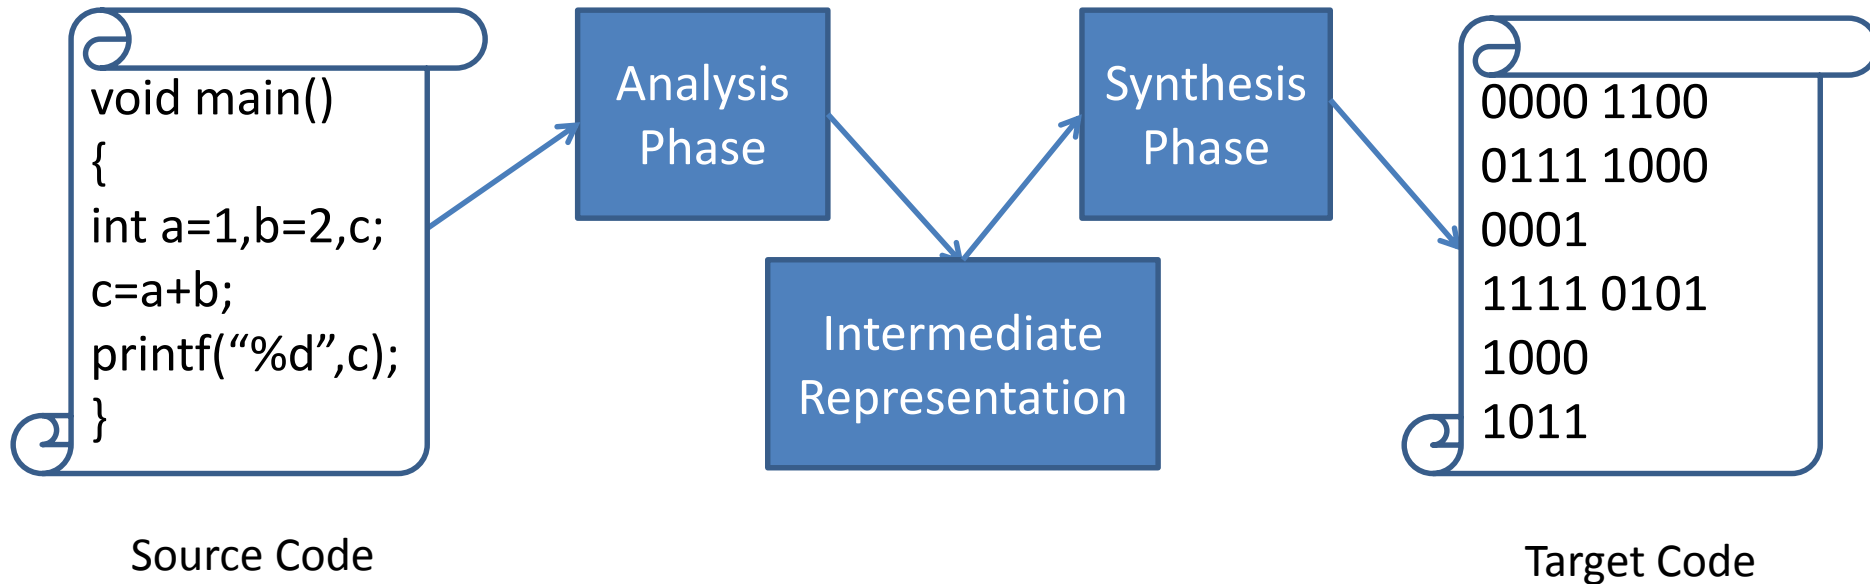 void main()
{
int a=1,b=2,c;
c=a+b;
printf(“%d”,c);
}
Source Code
Analysis
Phase
Intermediate
Representation
Synthesis
Phase
0000 1100
0111 1000
0001
1111 0101
1000
1011
Target Code